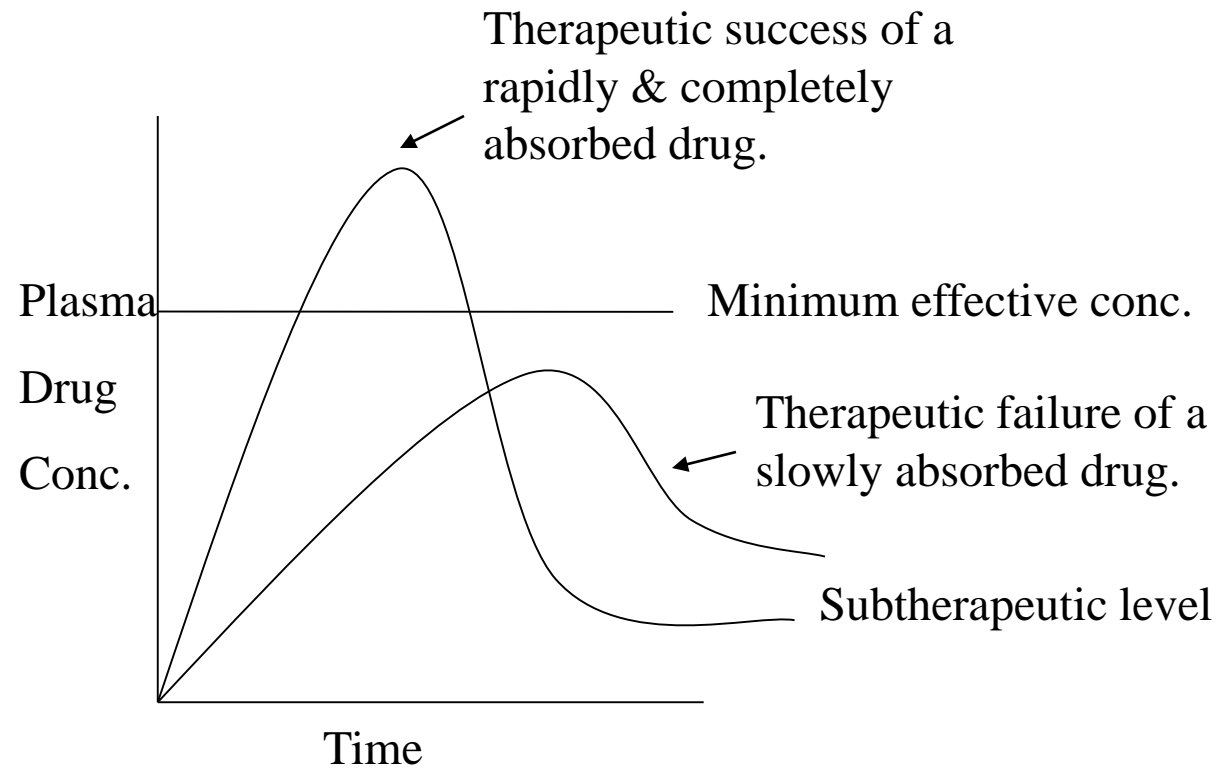 Therapeutic success of a
rapidly & completely
absorbed drug.
Plasma
Drug
Conc.
Minimum effective conc.
Therapeutic failure of a
slowly absorbed drug.
Subtherapeutic level
Time